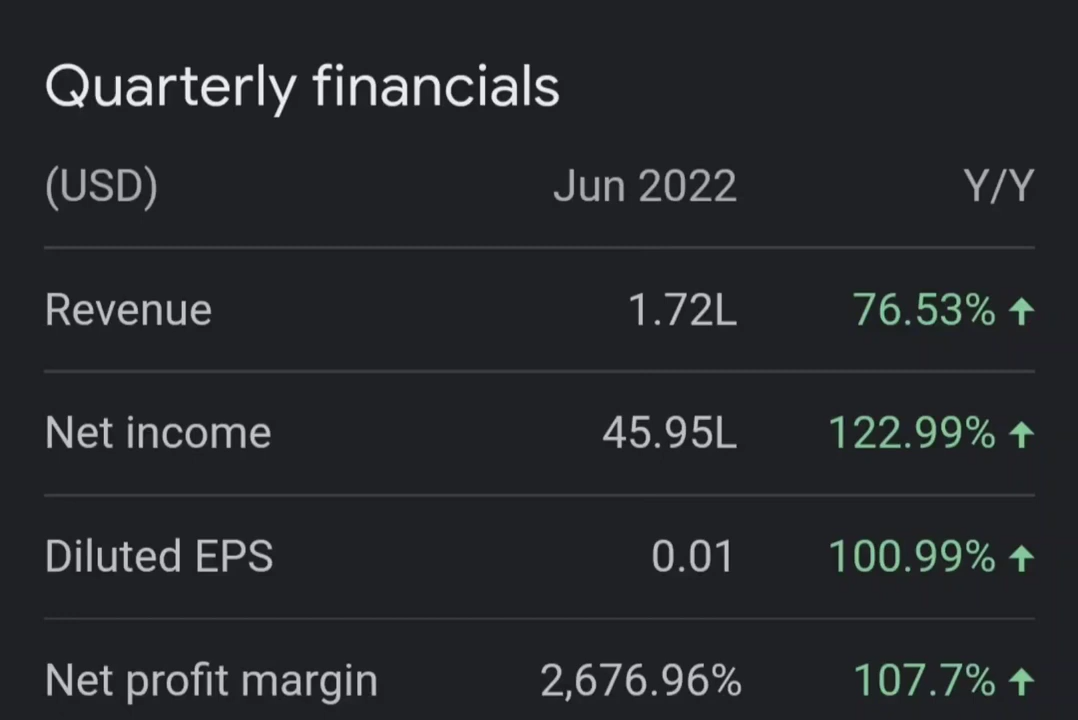 Quarterly financials
(USD) Jun 2022 Y/Y
Revenue 1.72L 76.53% ↑
Net income 45.95L 122.99% ↑
Diluted EPS 0.01 100.99% ↑
Net profit margin 2,676.96% 107.7% ↑